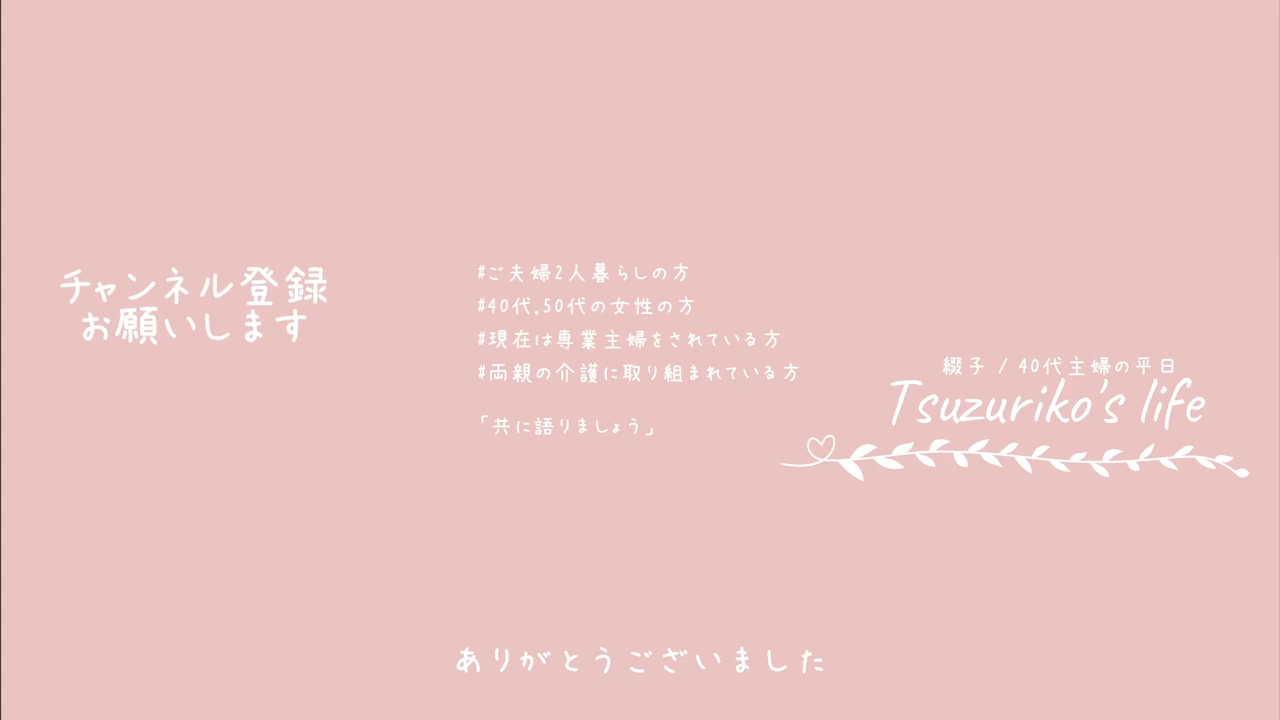 チャンネル登録
お願いします
#ご夫婦2人暮らしの方
#40代,50代の女性の方
#現在は専業主婦をされている方
#両親の介護に取り組まれている方
「共に語りましょう」
綴子 / 40代主婦の平日
Tsuzuriko's life
ありがとうございました